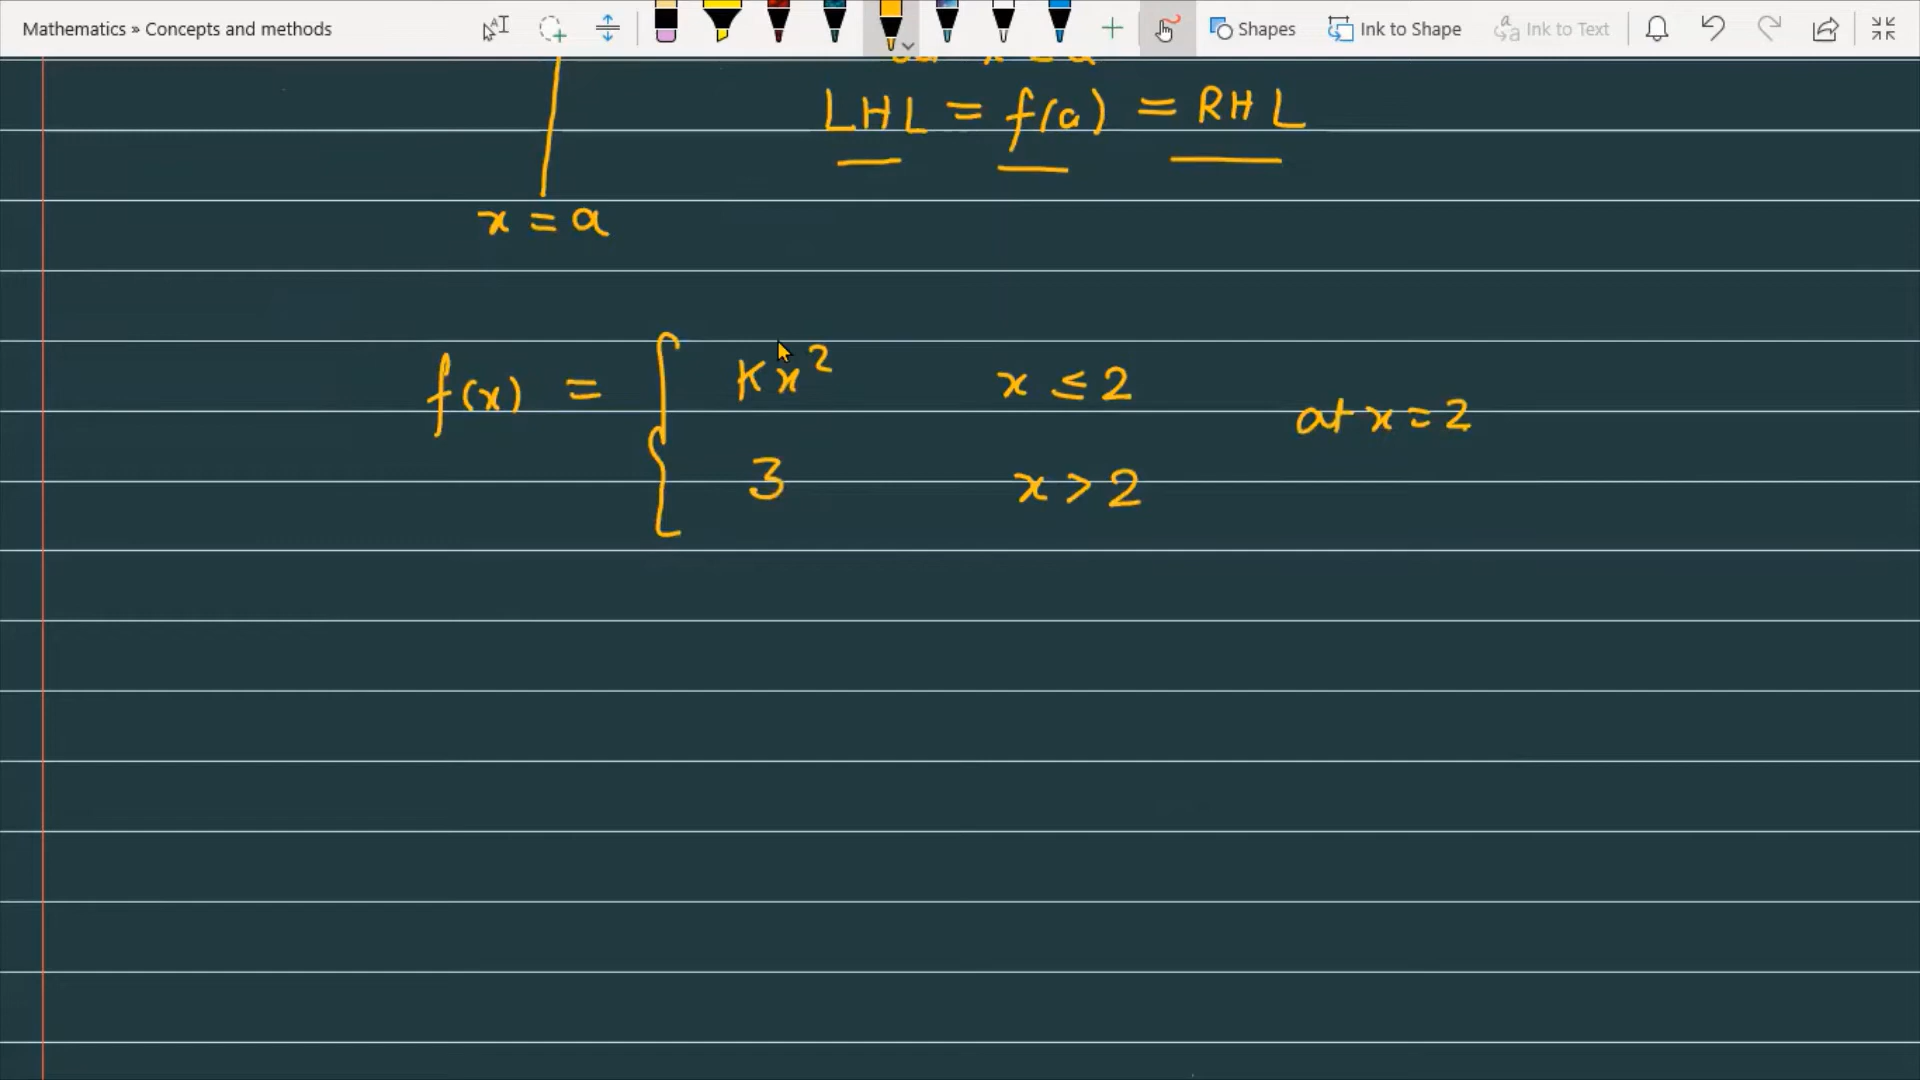 Mathematics » Concepts and methods
Shapes
Ink to Shape
Ink to Text
LHL = f(a) = RHL
x = a
f(x) = { Kx² x ≤ 2
at x = 2
3 x > 2